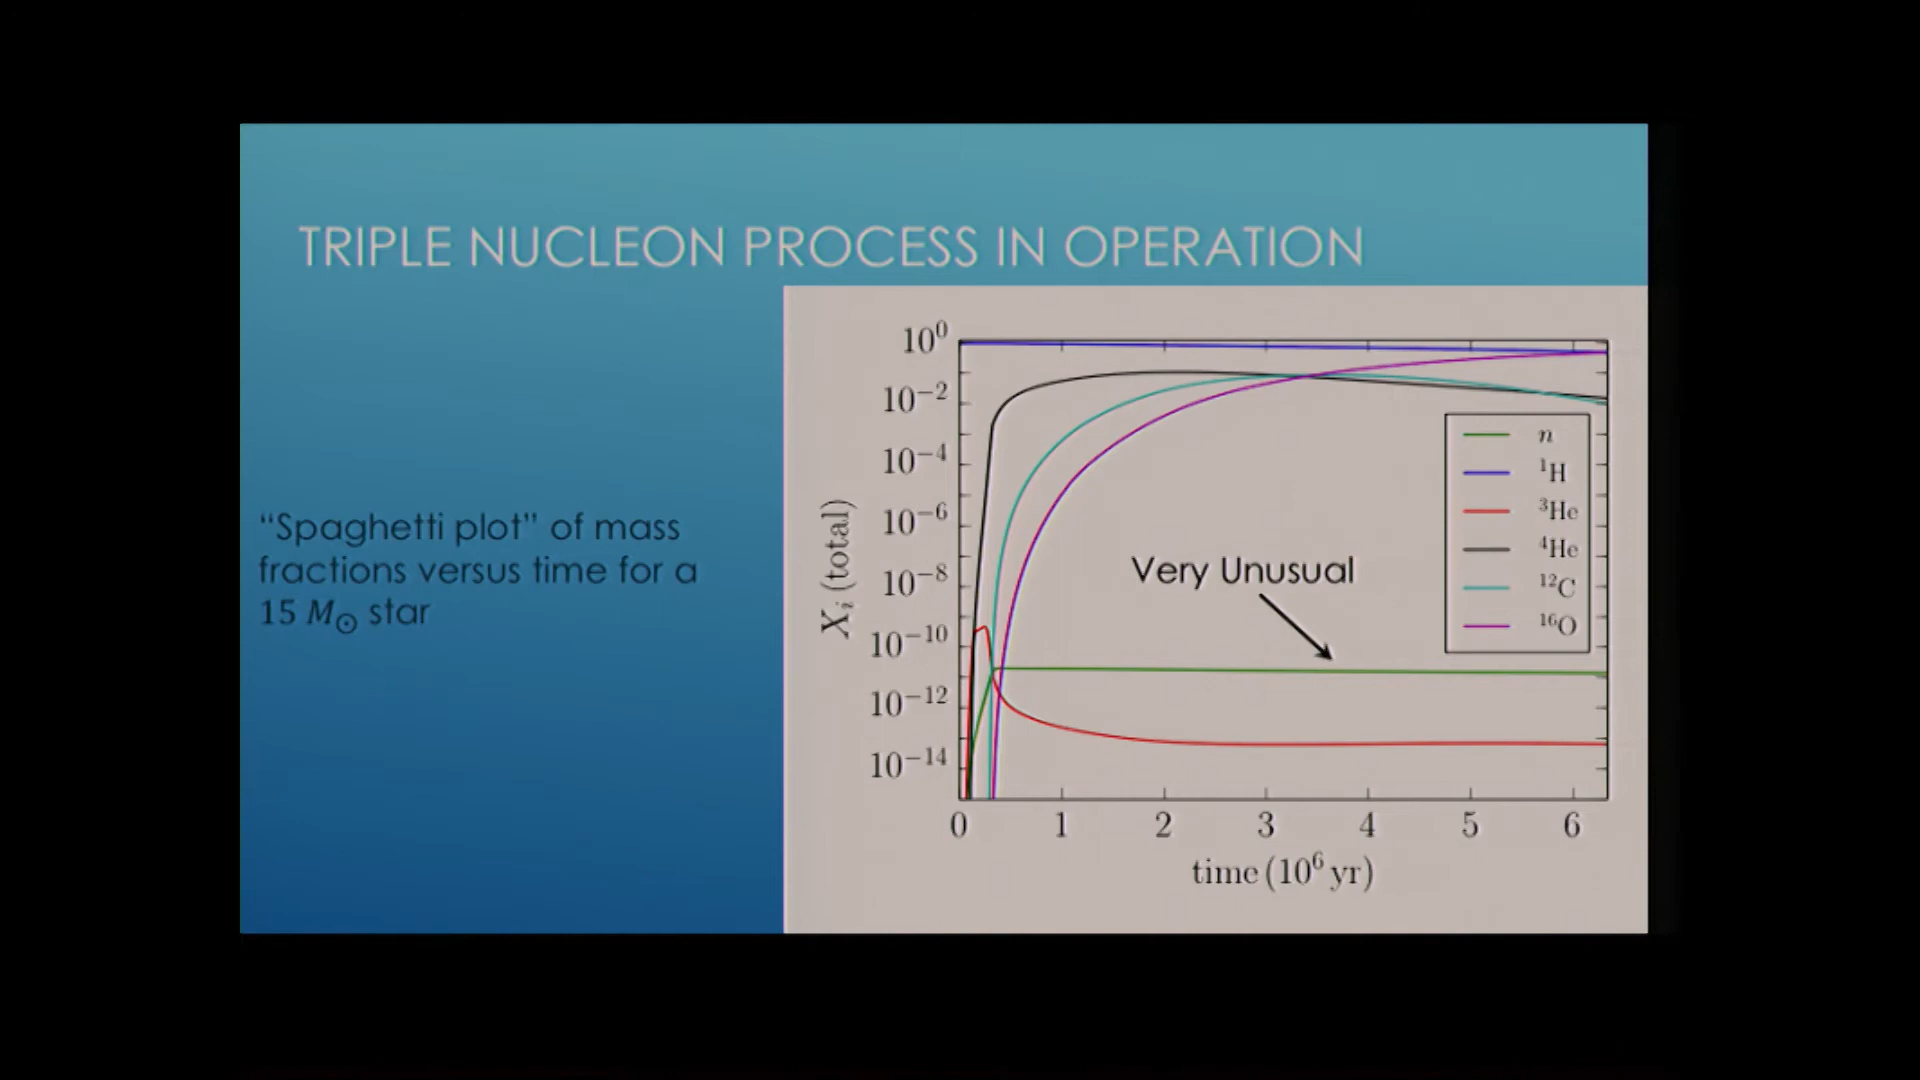 TRIPLE NUCLEON PROCESS IN OPERATION
“Spaghetti plot” of mass
fractions versus time for a
15 M⊙ star
10⁰
10⁻²
10⁻⁴
10⁻⁶
10⁻⁸
10⁻¹⁰
10⁻¹²
10⁻¹⁴
Xᵢ (total)
Very Unusual
n
¹H
³He
⁴He
¹²C
¹⁶O
0 1 2 3 4 5 6
time (10⁶ yr)